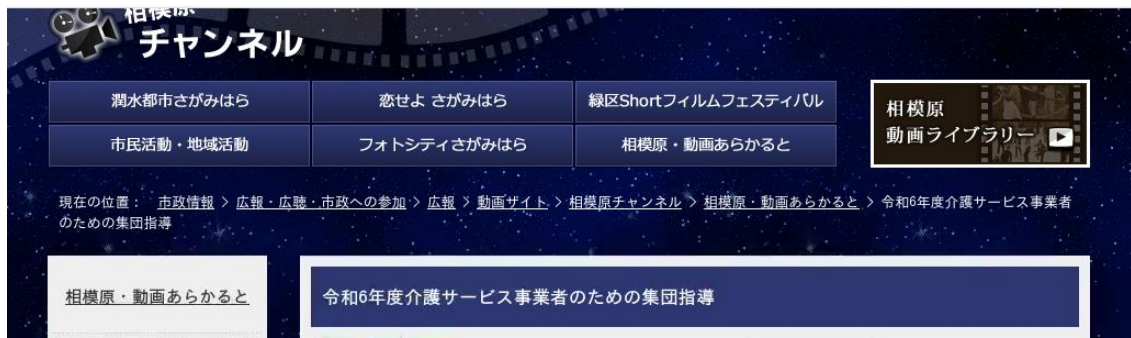 相模原
チャンネル
潤水都市さがみはら
恋せよ さがみはら
緑区Shortフィルムフェスティバル
市民活動・地域活動
フォトシティさがみはら
相模原・動画あらかると
相模原
動画ライブラリー
現在の位置： 市政情報 > 広報・広聴・市政への参加 > 広報 > 動画サイト > 相模原チャンネル > 相模原・動画あらかると > 令和6年度介護サービス事業者
のための集団指導
相模原・動画あらかると
令和6年度介護サービス事業者のための集団指導